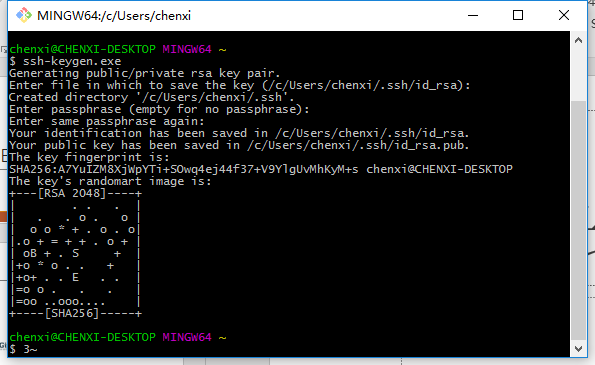 MINGW64:/c/Users/chenxi
chenxi@CHENXI-DESKTOP MINGW64 ~
$ ssh-keygen.exe
Generating public/private rsa key pair.
Enter file in which to save the key (/c/Users/chenxi/.ssh/id_rsa):
Created directory '/c/Users/chenxi/.ssh'.
Enter passphrase (empty for no passphrase):
Enter same passphrase again:
Your identification has been saved in /c/Users/chenxi/.ssh/id_rsa.
Your public key has been saved in /c/Users/chenxi/.ssh/id_rsa.pub.
The key fingerprint is:
SHA256:A7YuIZM8XjWpYTi+SOwq4ej44f37+V9YlgUvMhKyM+s chenxi@CHENXI-DESKTOP
The key's randomart image is:
+---[RSA 2048]----+
|        . .   .  |
|   .   . o .   o |
|  o o * + . o . o|
|.o + = + + . o + |
| oB + . S     +  |
|+o * o . .   +   |
|+o+ . . E   . .  |
|=o o .   .   .   |
|=oo ..ooo....    |
+----[SHA256]-----+
chenxi@CHENXI-DESKTOP MINGW64 ~
$ 3~